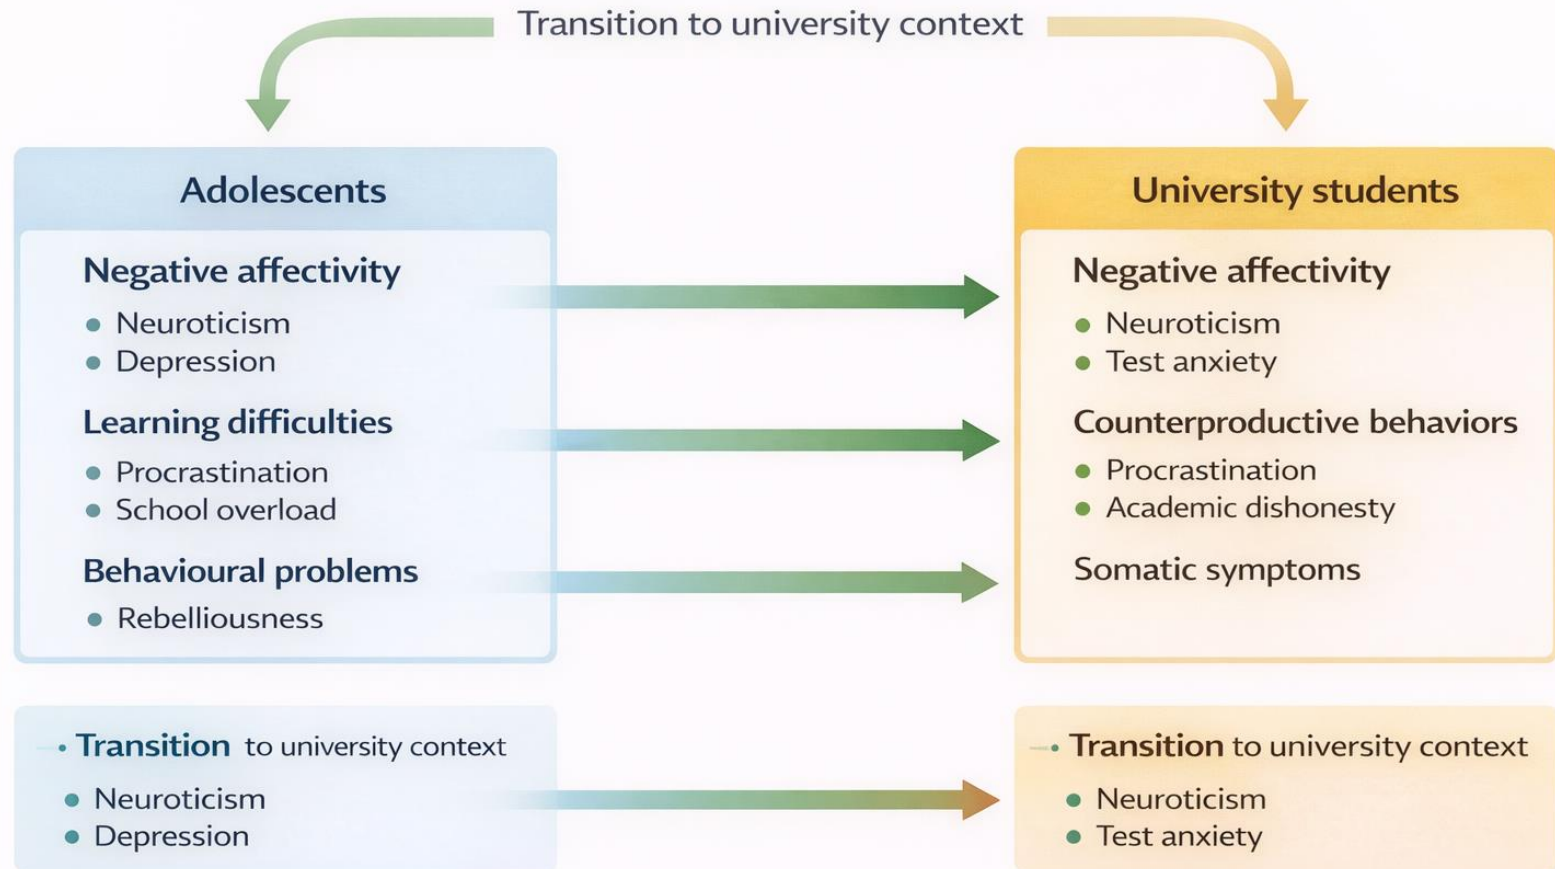 Transition to university context
Adolescents
Negative affectivity
Neuroticism
Depression
Learning difficulties
Procrastination
School overload
Behavioural problems
Rebelliousness
Transition to university context
Neuroticism
Depression
University students
Negative affectivity
Neuroticism
Test anxiety
Counterproductive behaviors
Procrastination
Academic dishonesty
Somatic symptoms
Transition to university context
Neuroticism
Test anxiety